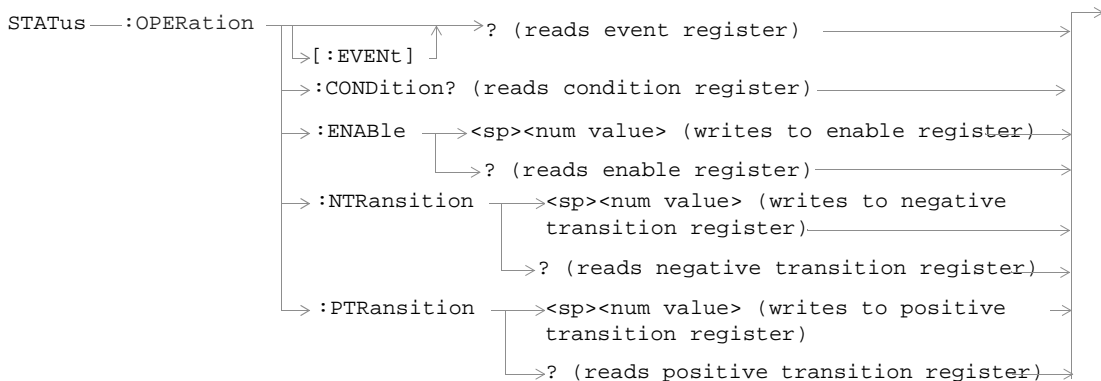 STATus :OPERation ? (reads event register)
[:EVENt]
:CONDition? (reads condition register)
:ENABle <sp><num value> (writes to enable register)
? (reads enable register)
:NTRansition <sp><num value> (writes to negative
transition register)
? (reads negative transition register)
:PTRansition <sp><num value> (writes to positive
transition register)
? (reads positive transition register)